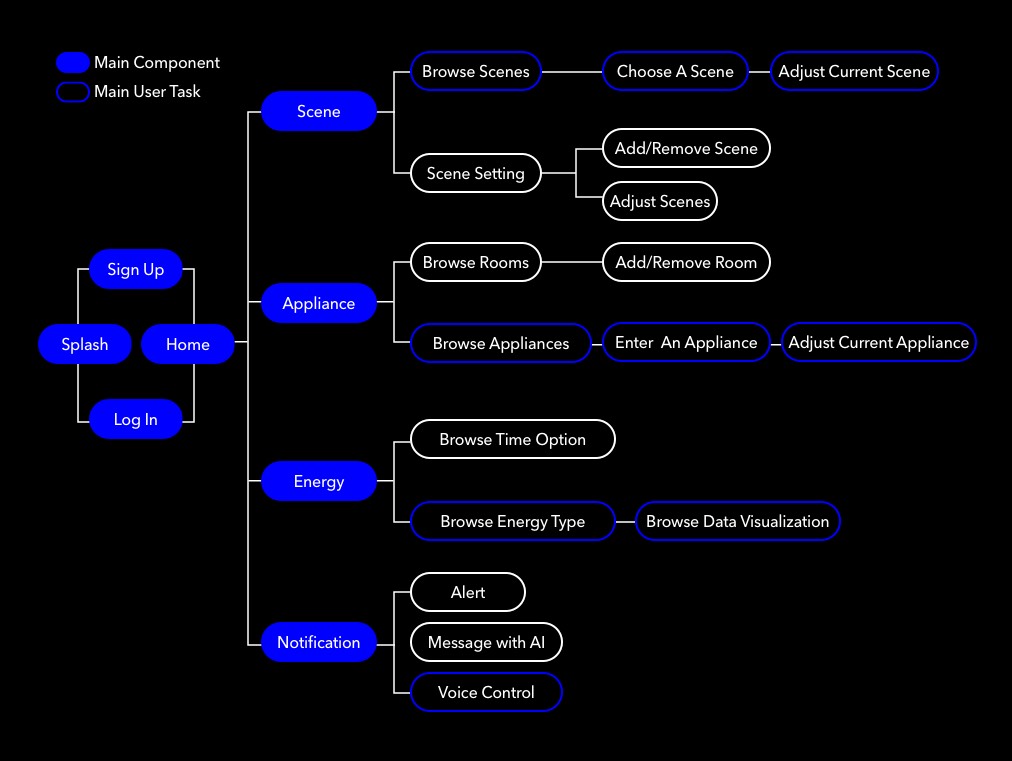 Main Component
Main User Task
Splash
Sign Up
Log In
Home
Scene
Browse Scenes
Choose A Scene
Adjust Current Scene
Scene Setting
Add/Remove Scene
Adjust Scenes
Appliance
Browse Rooms
Add/Remove Room
Browse Appliances
Enter An Appliance
Adjust Current Appliance
Energy
Browse Time Option
Browse Energy Type
Browse Data Visualization
Notification
Alert
Message with AI
Voice Control